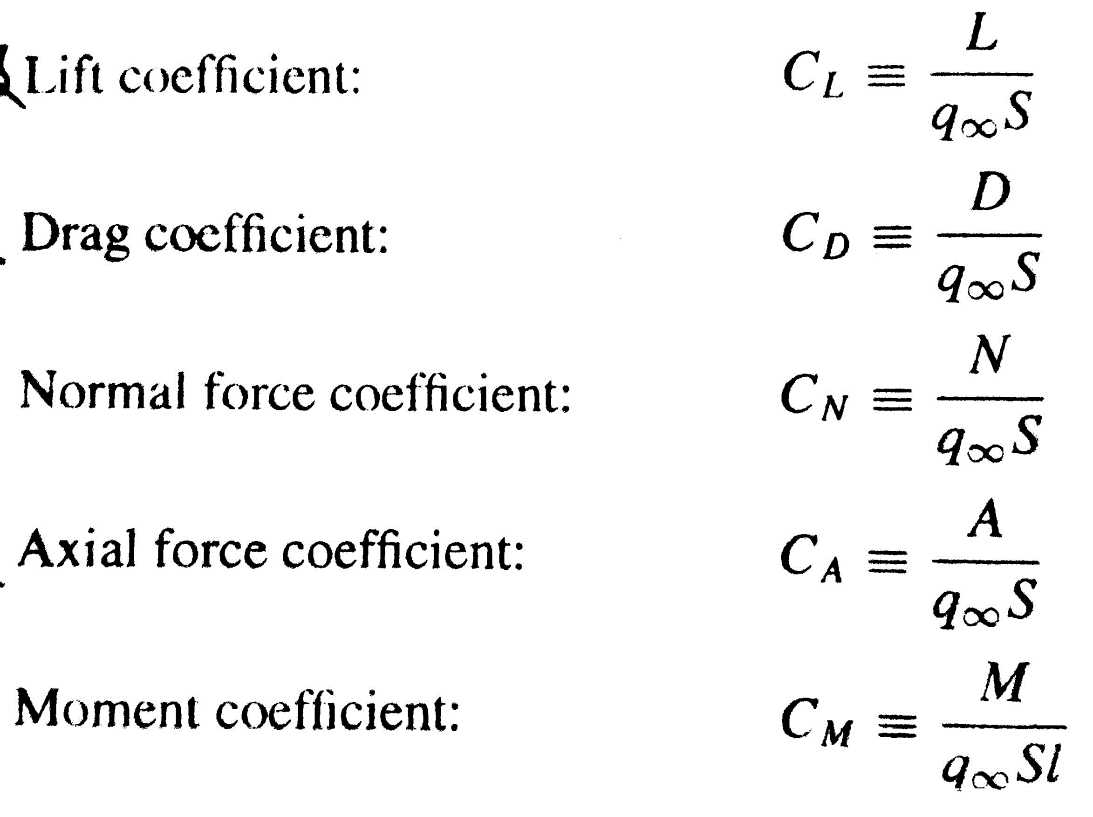 Lift coefficient: C_L ≡ L / q_∞ S
Drag coefficient: C_D ≡ D / q_∞ S
Normal force coefficient: C_N ≡ N / q_∞ S
Axial force coefficient: C_A ≡ A / q_∞ S
Moment coefficient: C_M ≡ M / q_∞ Sl